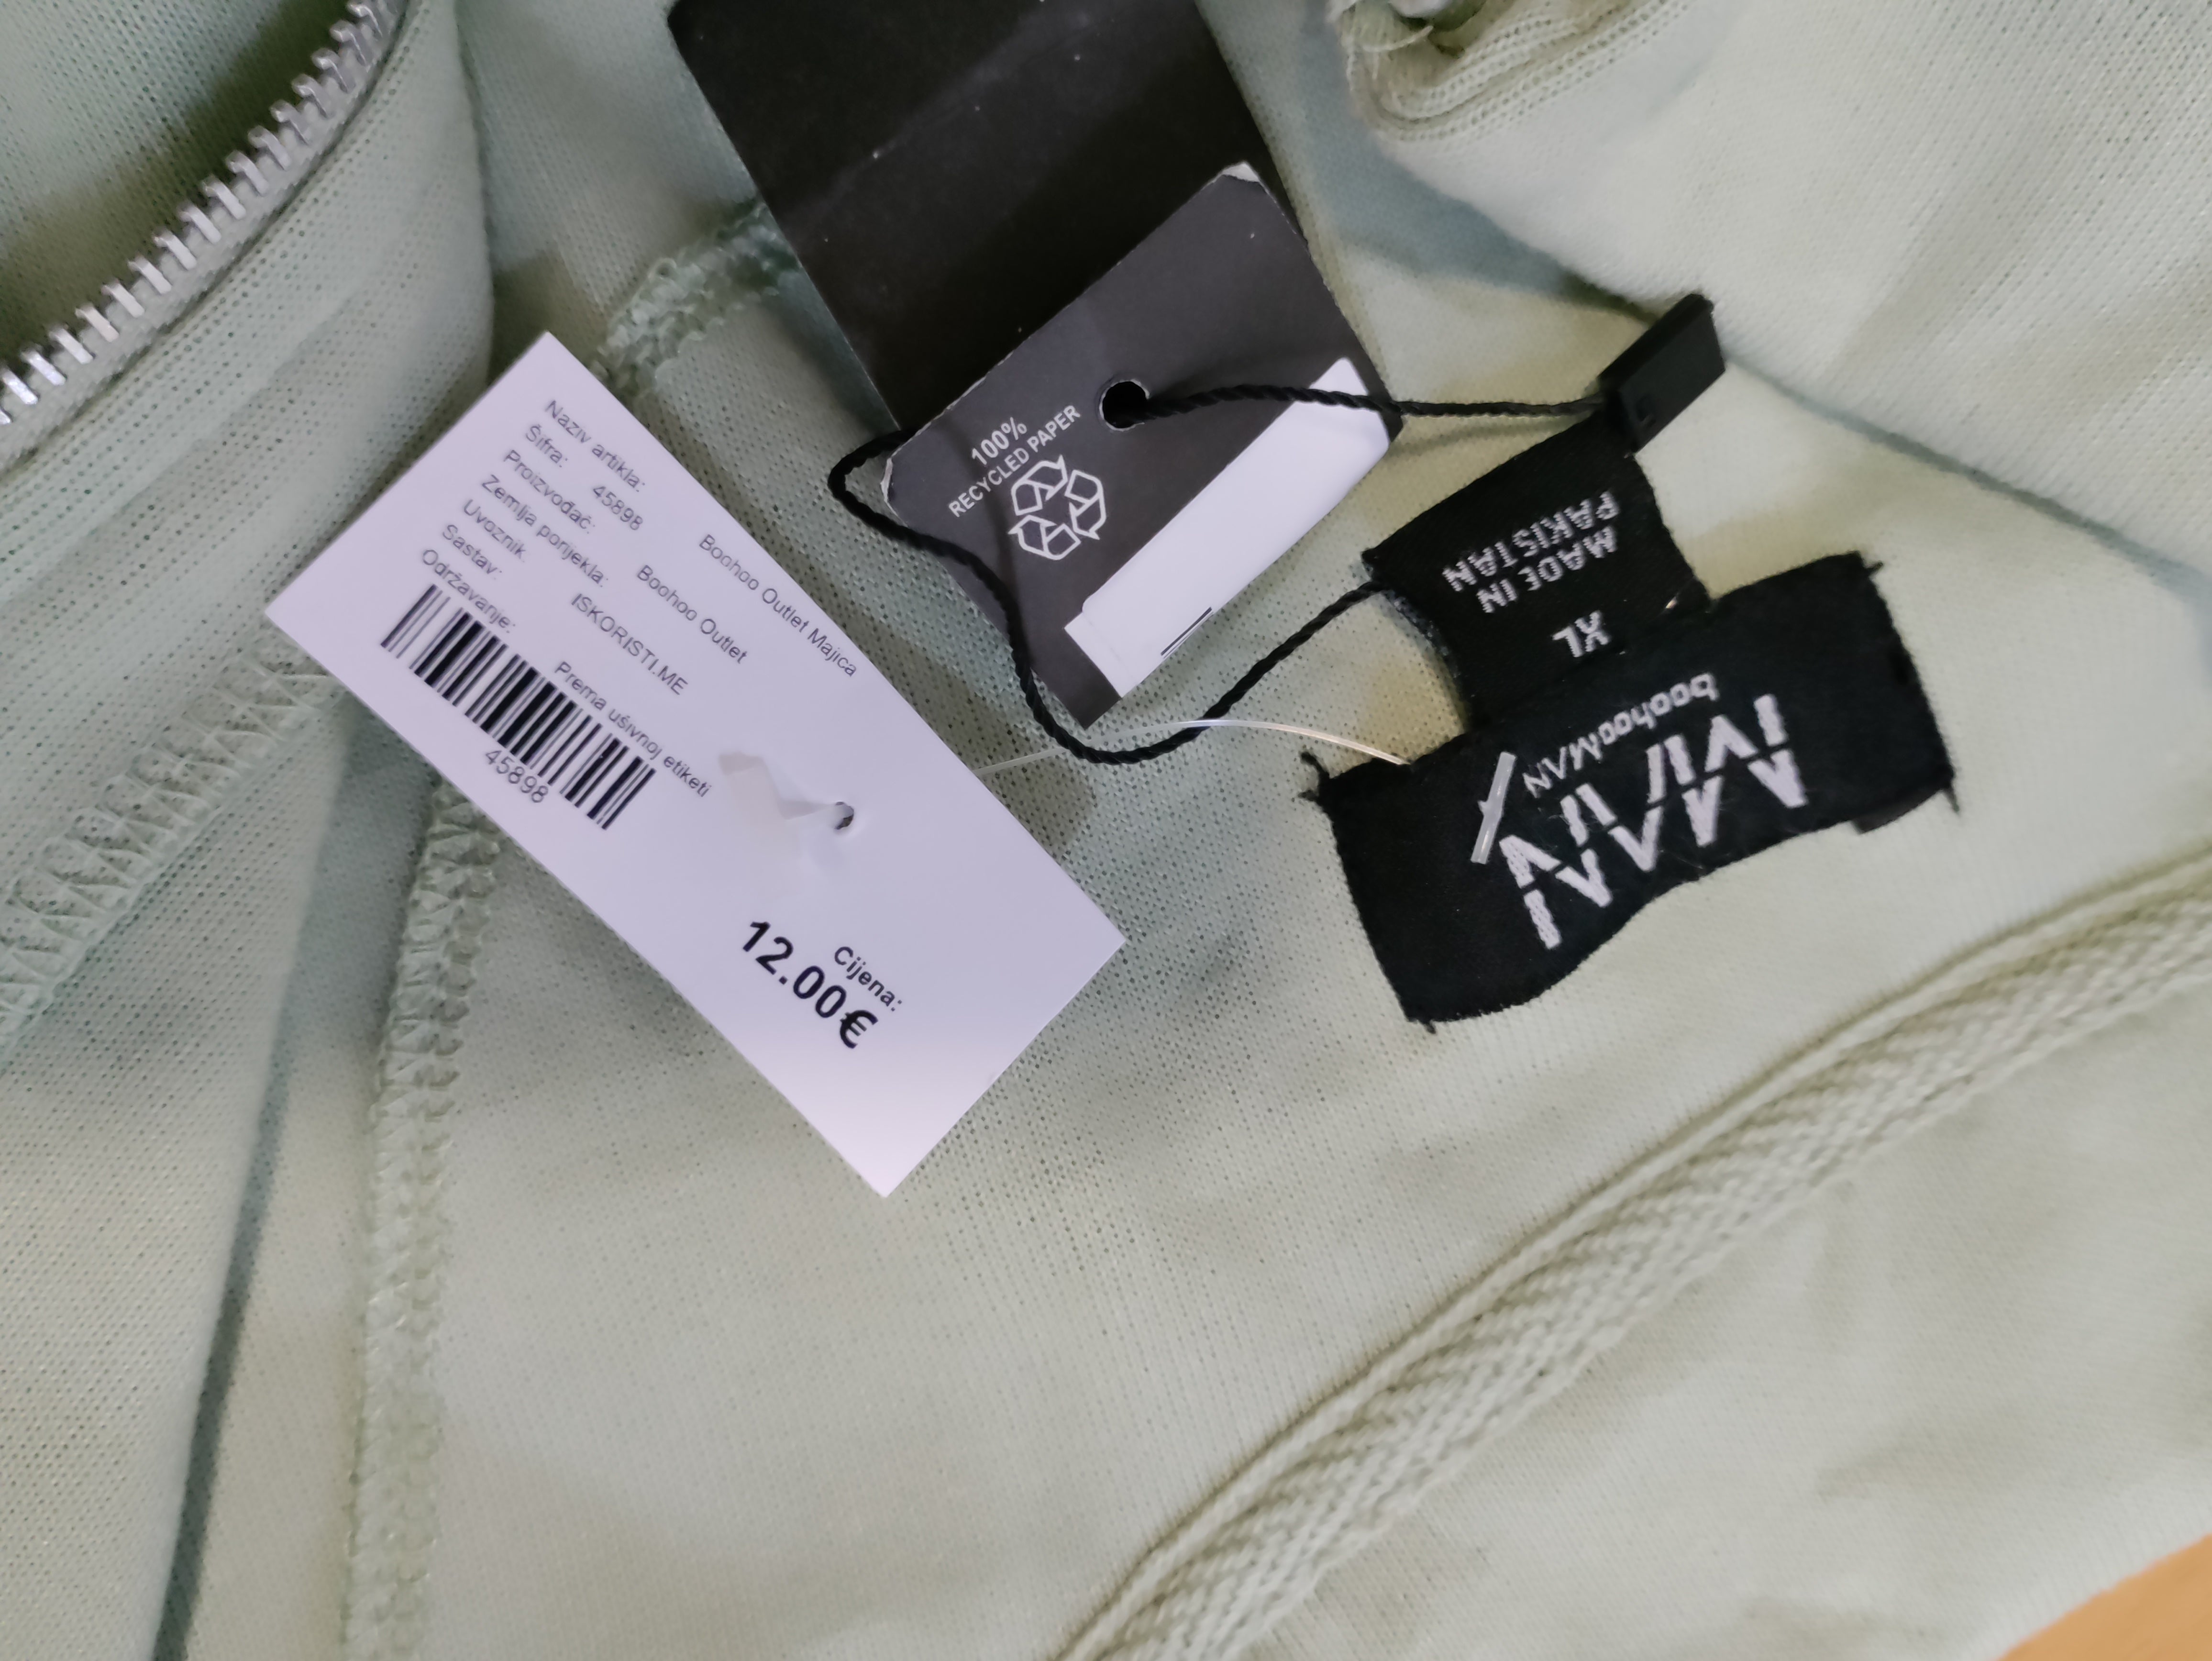 Naziv artikla: Boohoo Outlet Majica
Šifra: 45898
Proizvođač: Boohoo Outlet
Zemlja porijekla:
Uvoznik: ISKORISTI.ME
Sastav:
Održavanje: Prema ušivnoj etiketi
45898
Cijena:
12.00€
100%
RECYCLED PAPER
MAN
boohooMAN
XL
MADE IN
PAKISTAN